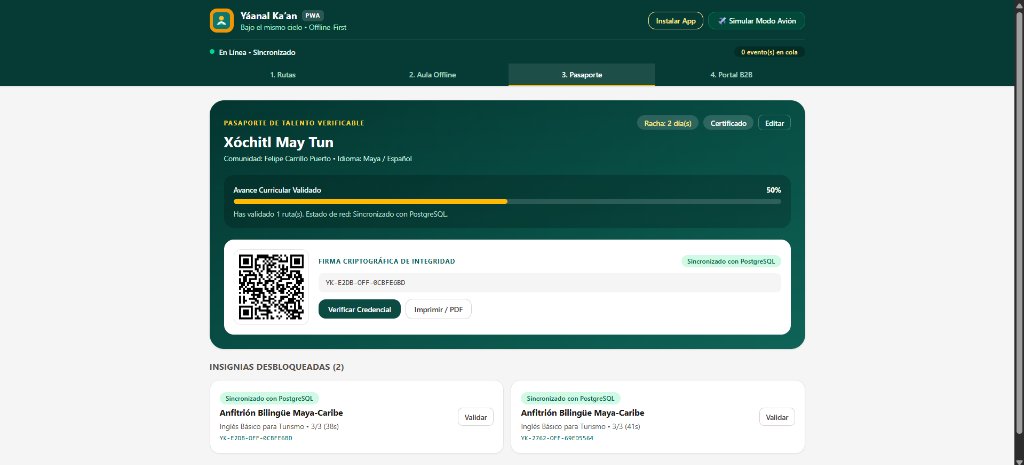 Yáanal Ka'an PWA
Bajo el mismo cielo • Offline-First
Instalar App
Simular Modo Avión
En Línea • Sincronizado
0 evento(s) en cola
1. Rutas
2. Aula Offline
3. Pasaporte
4. Portal B2B
PASAPORTE DE TALENTO VERIFICABLE
Racha: 2 día(s)
Certificado
Editar
Xóchitl May Tun
Comunidad: Felipe Carrillo Puerto • Idioma: Maya / Español
Avance Curricular Validado
50%
Has validado 1 ruta(s). Estado de red: Sincronizado con PostgreSQL.
FIRMA CRIPTOGRÁFICA DE INTEGRIDAD
Sincronizado con PostgreSQL
YK-E2DB-OFF-0CBFE6BD
Verificar Credencial
Imprimir / PDF
INSIGNIAS DESBLOQUEADAS (2)
Sincronizado con PostgreSQL
Anfitrión Bilingüe Maya-Caribe
Inglés Básico para Turismo • 3/3 (38s)
YK-E2DB-OFF-0CBFE6BD
Validar
Sincronizado con PostgreSQL
Anfitrión Bilingüe Maya-Caribe
Inglés Básico para Turismo • 3/3 (41s)
YK-2762-OFF-69FD5564
Validar